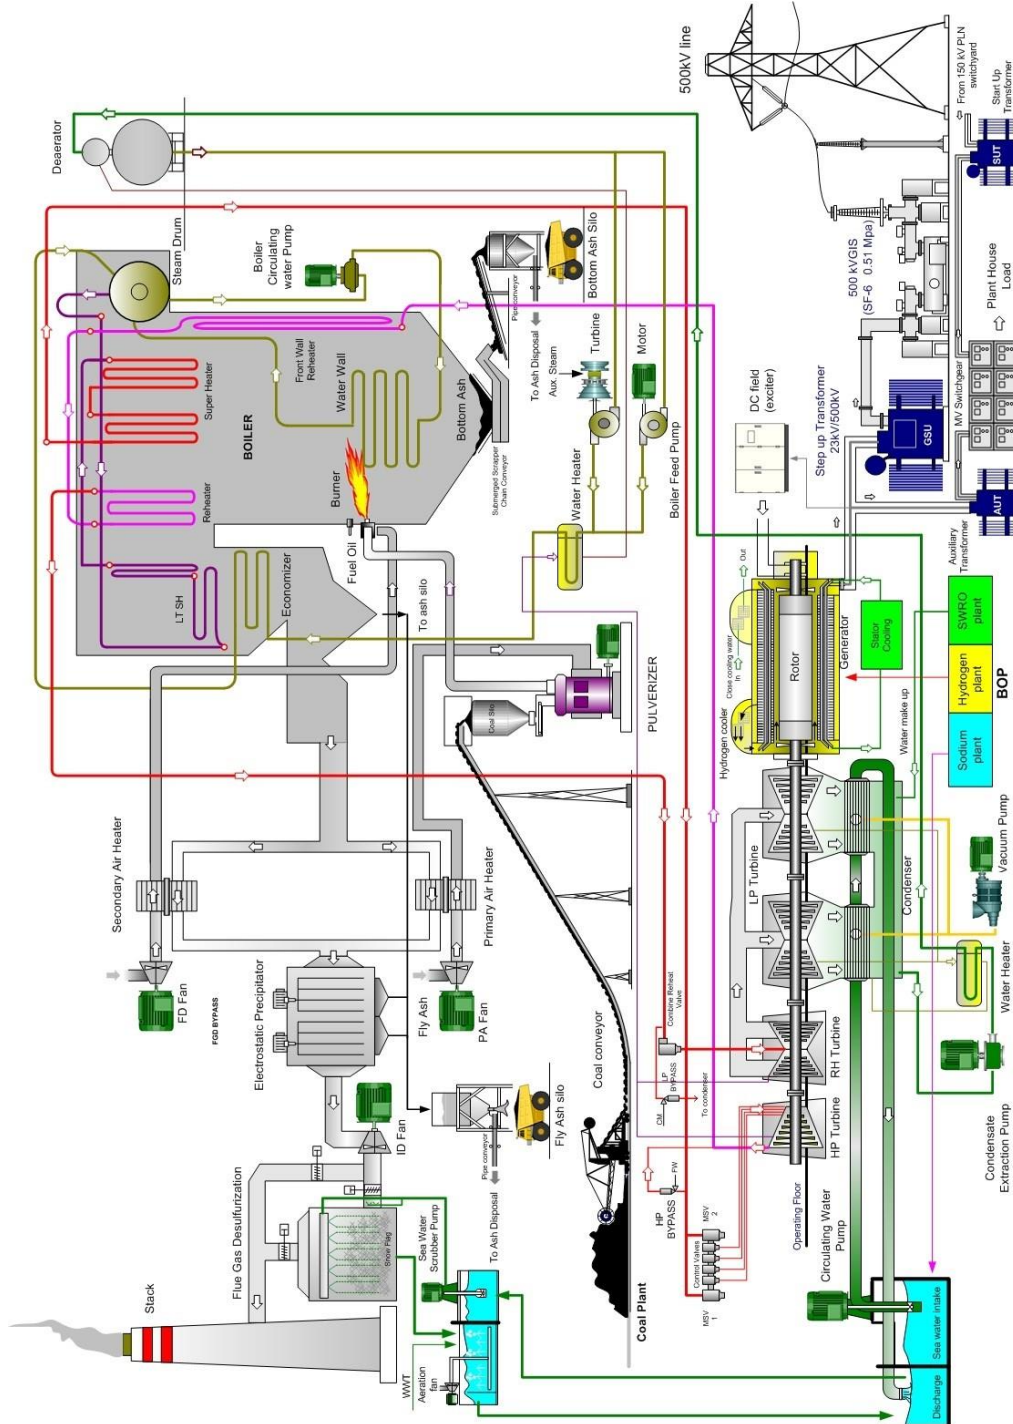 Stack
Flue Gas Desulfurization
Snow Flag
Sea Water
Scrubber Pump
WWT
Aeration
fan
To Ash Disposal
Pipe conveyor
Fly Ash silo
ID Fan
Electrostatic Precipitator
FGD BYPASS
Fly Ash
FD Fan
PA Fan
Secondary Air Heater
Primary Air Heater
Coal conveyor
Coal Plant
Coal Silo
PULVERIZER
To ash silo
Fuel Oil
Burner
Economizer
LT SH
Reheater
BOILER
Super Heater
Front Wall
Reheater
Water Wall
Bottom Ash
Submerged Scrapper
Chain Conveyor
Steam Drum
Boiler
Circulating
water Pump
Deaerator
Pipe conveyor
Bottom Ash Silo
To Ash Disposal
Aux. Steam
Turbine
Motor
Water Heater
Boiler Feed Pump
500kV line
From 150 kV PLN
switchyard
Start Up
Transformer
SUT
500 kVGIS
(SF-6 0.51 Mpa)
Plant House
Load
MV Switchgear
Step up Transformer
23kV/500kV
GSU
AUT
Auxiliary
Transformer
DC field
(exciter)
Out
Close cooling water
In
Hydrogen cooler
Rotor
Generator
Stator
Cooling
Water make up
SWRO
plant
Hydrogen
plant
Sodium
plant
BOP
LP Turbine
Condenser
Vacuum Pump
Water Heater
Combine Reheat
Valve
LP
BYPASS
CM
To condenser
RH Turbine
HP Turbine
HP
BYPASS
FW
MSV
2
Control Valves
MSV
1
Operating Floor
Condensate
Extraction Pump
Circulating Water
Pump
Sea water intake
Discharge